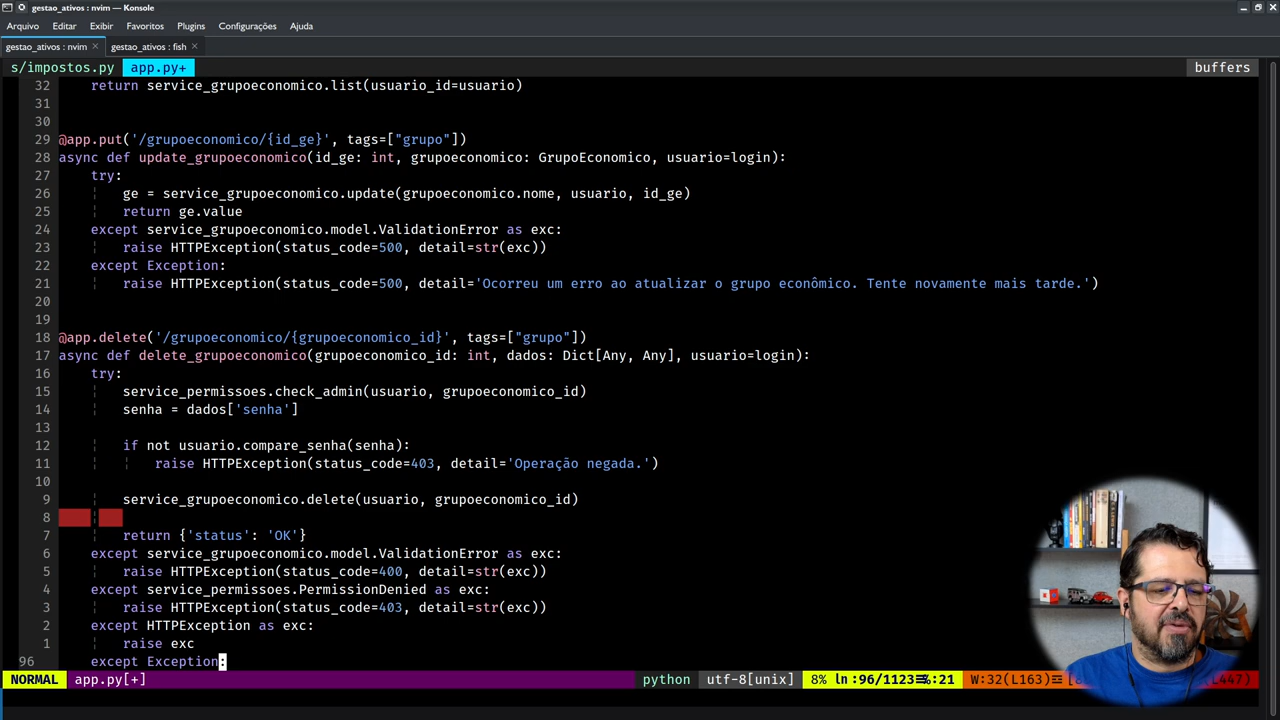 gestao_ativos : nvim — Konsole
Arquivo Editar Exibir Favoritos Plugins Configurações Ajuda
gestao_ativos : nvim gestao_ativos : fish
s/impostos.py app.py+ buffers
32 return service_grupoeconomico.list(usuario_id=usuario)
31
30
29 @app.put('/grupoeconomico/{id_ge}', tags=["grupo"])
28 async def update_grupoeconomico(id_ge: int, grupoeconomico: GrupoEconomico, usuario=login):
27 try:
26 ge = service_grupoeconomico.update(grupoeconomico.nome, usuario, id_ge)
25 return ge.value
24 except service_grupoeconomico.model.ValidationError as exc:
23 raise HTTPException(status_code=500, detail=str(exc))
22 except Exception:
21 raise HTTPException(status_code=500, detail='Ocorreu um erro ao atualizar o grupo econômico. Tente novamente mais tarde.')
20
19
18 @app.delete('/grupoeconomico/{grupoeconomico_id}', tags=["grupo"])
17 async def delete_grupoeconomico(grupoeconomico_id: int, dados: Dict[Any, Any], usuario=login):
16 try:
15 service_permissoes.check_admin(usuario, grupoeconomico_id)
14 senha = dados['senha']
13
12 if not usuario.compare_senha(senha):
11 raise HTTPException(status_code=403, detail='Operação negada.')
10
9 service_grupoeconomico.delete(usuario, grupoeconomico_id)
8
7 return {'status': 'OK'}
6 except service_grupoeconomico.model.ValidationError as exc:
5 raise HTTPException(status_code=400, detail=str(exc))
4 except service_permissoes.PermissionDenied as exc:
3 raise HTTPException(status_code=403, detail=str(exc))
2 except HTTPException as exc:
1 raise exc
96 except Exception:
NORMAL app.py[+] python utf-8[unix] 8% ln:96/1123☰%:21 W:32(L163) L447)